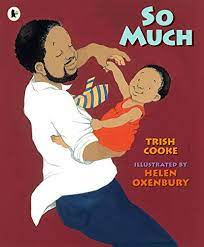 So
Much
TRISH
COOKE
ILLUSTRATED BY
HELEN
OXENBURY